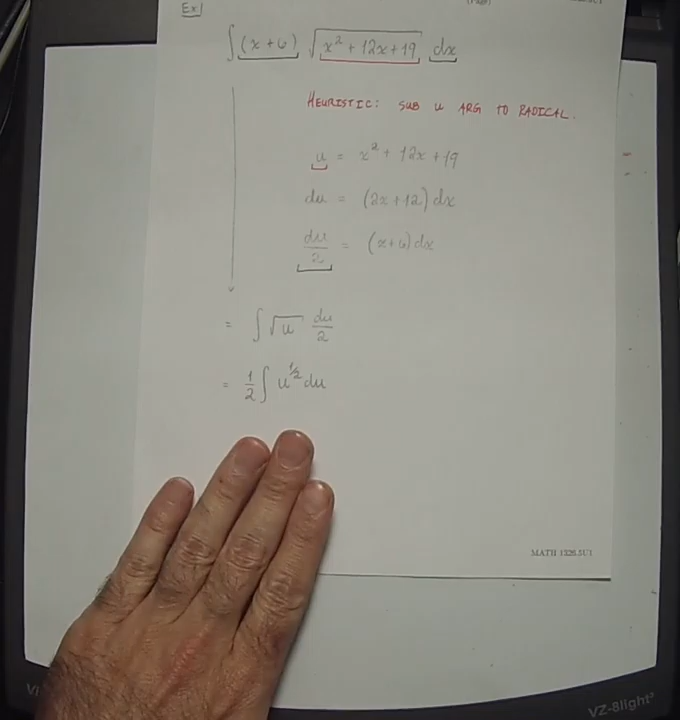 Ex/
∫ (x+6) √(x² + 12x + 19) dx
HEURISTIC: SUB u ARG TO RADICAL.
u = x² + 12x + 19
du = (2x+12) dx
du/2 = (x+6) dx
= ∫ √u du/2
= 1/2 ∫ u^1/2 du
MATH 1326.5U1
VZ-8light³